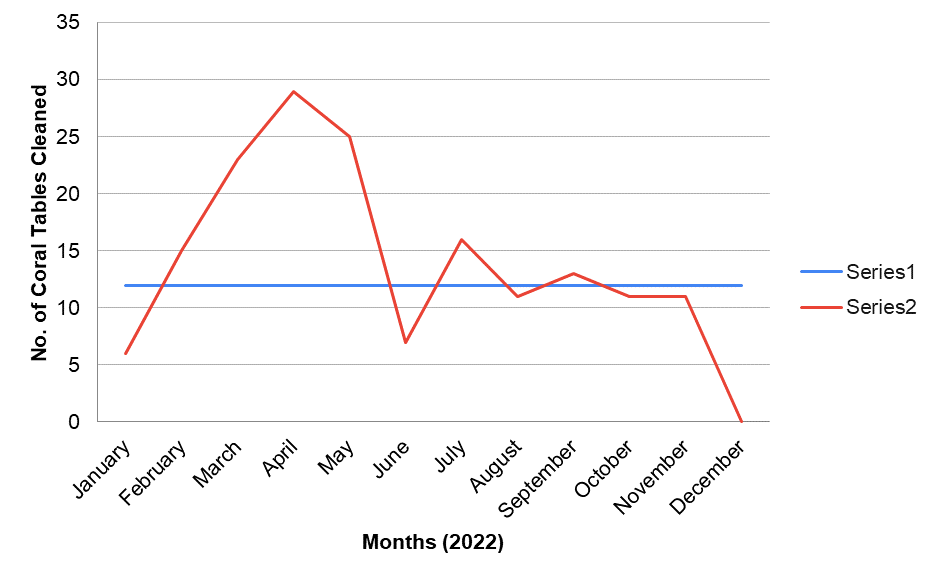 35
30
25
20
15
10
5
0
No. of Coral Tables Cleaned
January
February
March
April
May
June
July
August
September
October
November
December
Months (2022)
Series1
Series2